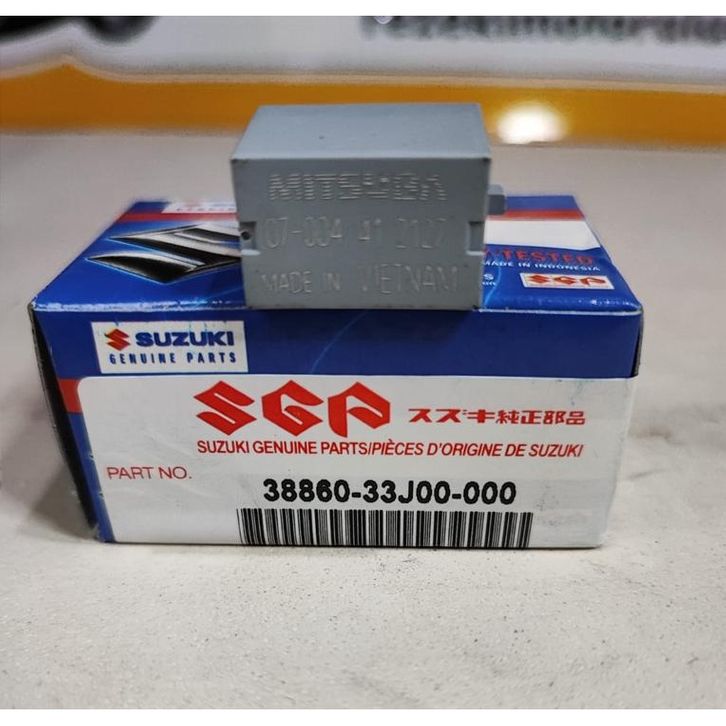 MITSUBA
07-004 41 2127
MADE IN VIETNAM
-TESTED
MADE IN INDONESIA
SGP
SUZUKI
GENUINE PARTS
SGP スズキ純正部品
SUZUKI GENUINE PARTS/PIÈCES D'ORIGINE DE SUZUKI
PART NO.
38860-33J00-000